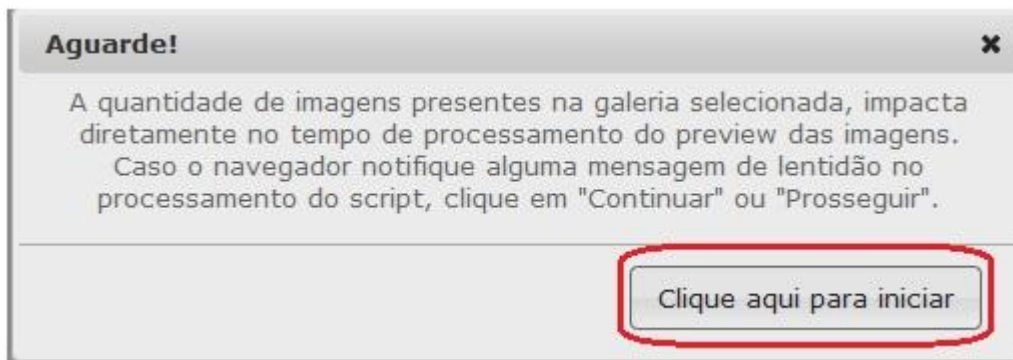 Aguarde!
A quantidade de imagens presentes na galeria selecionada, impacta
diretamente no tempo de processamento do preview das imagens.
Caso o navegador notifique alguma mensagem de lentidão no
processamento do script, clique em "Continuar" ou "Prosseguir".
Clique aqui para iniciar